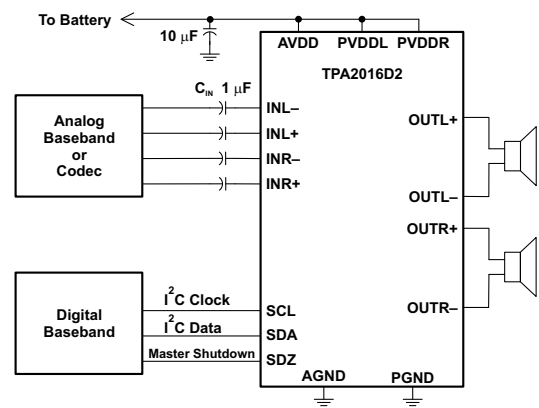 To Battery
10 μF
AVDD PVDDL PVDDR
TPA2016D2
CIN 1 μF
Analog
Baseband
or
Codec
INL–
INL+
INR–
INR+
OUTL+
OUTL–
OUTR+
OUTR–
Digital
Baseband
I2C Clock
I2C Data
Master Shutdown
SCL
SDA
SDZ
AGND PGND